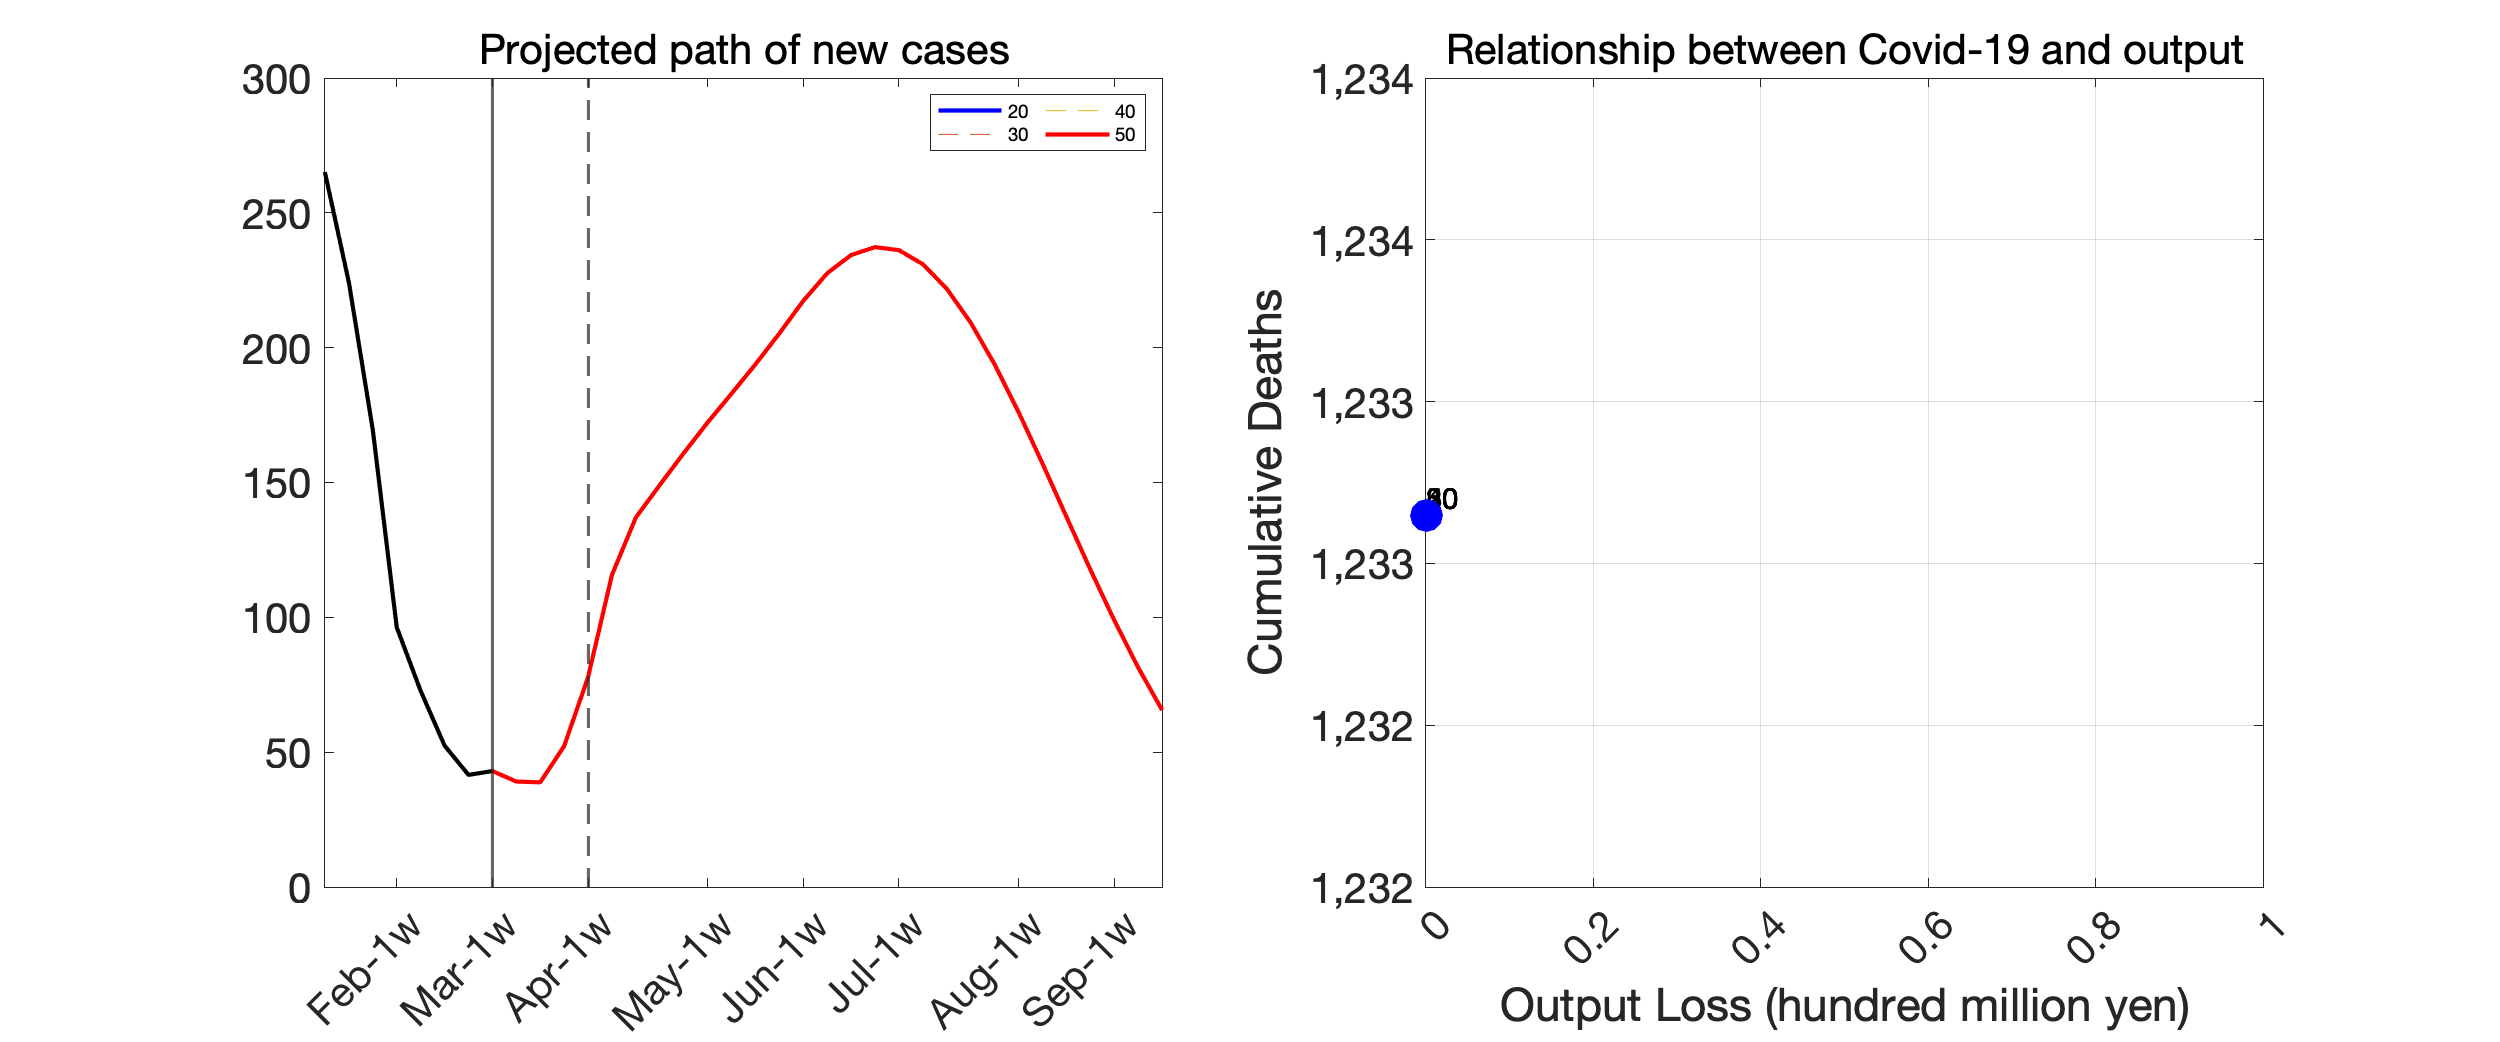 Projected path of new cases
300
250
200
150
100
50
0
20
40
30
50
Feb-1w
Mar-1w
Apr-1w
May-1w
Jun-1w
Jul-1w
Aug-1w
Sep-1w
Relationship between Covid-19 and output
Cumulative Deaths
1,234
1,234
1,233
1,233
1,232
1,232
0
0.2
0.4
0.6
0.8
1
Output Loss (hundred million yen)